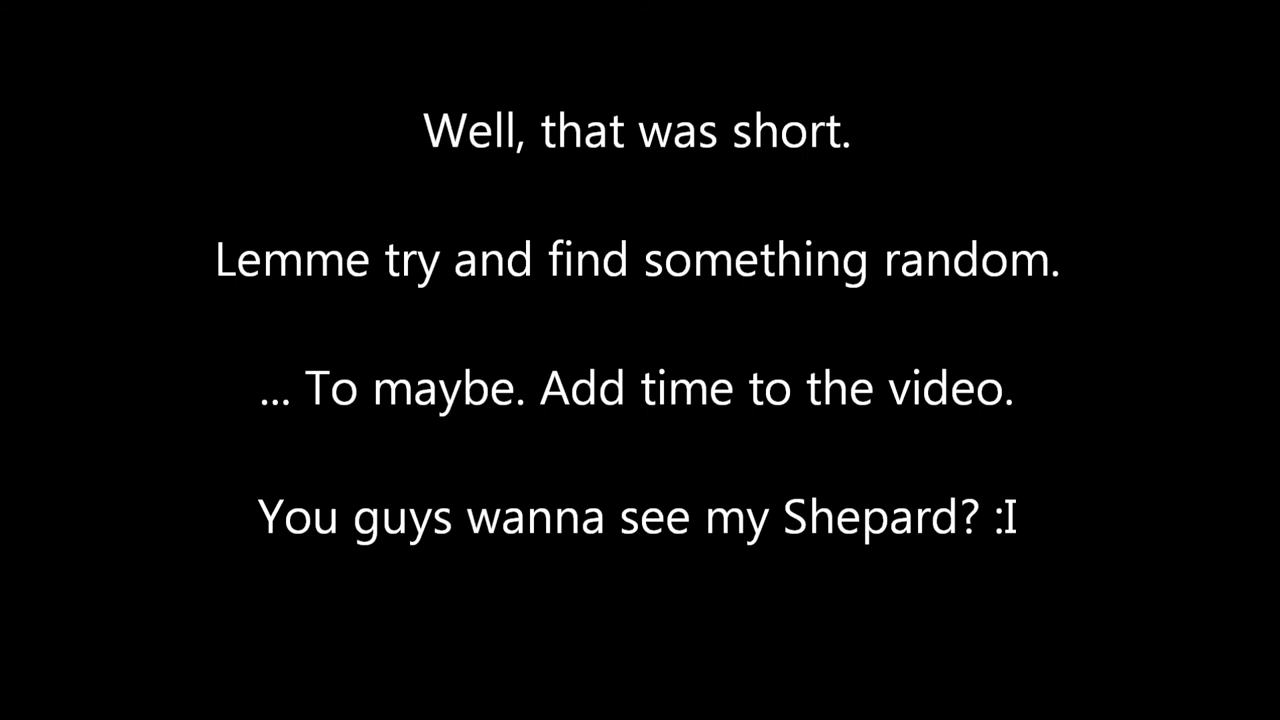 Well, that was short.
Lemme try and find something random.
... To maybe. Add time to the video.
You guys wanna see my Shepard? :I